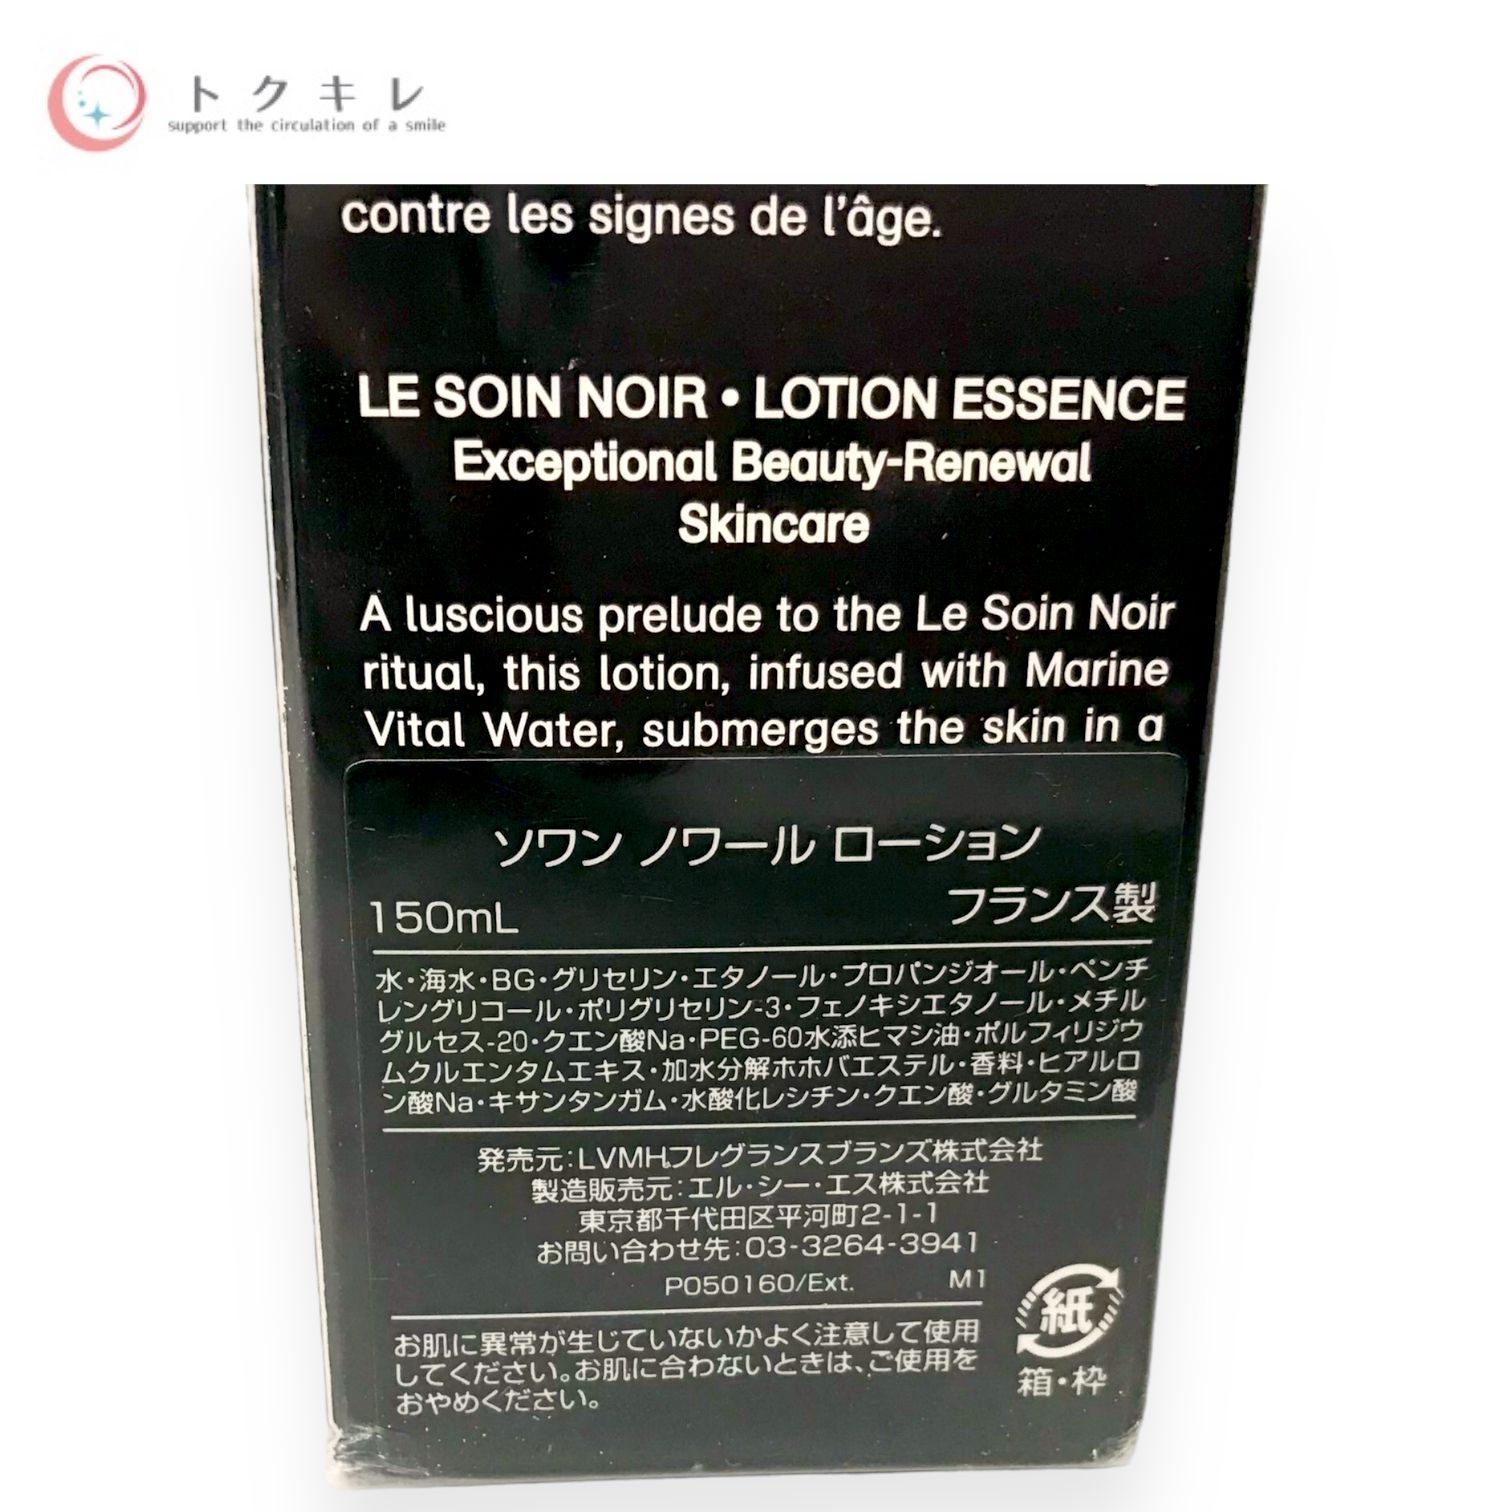 トクキレ
support the circulation of a smile
contre les signes de l'âge.
LE SOIN NOIR • LOTION ESSENCE
Exceptional Beauty-Renewal
Skincare
A luscious prelude to the Le Soin Noir
ritual, this lotion, infused with Marine
Vital Water, submerges the skin in a
ソワン ノワール ローション
フランス製
150mL
水・海水・BG・グリセリン・エタノール・プロパンジオール・ペンチ
レングリコール・ポリグリセリン-3・フェノキシエタノール・メチル
グルセス-20・クエン酸Na・PEG-60水添ヒマシ油・ポルフィリジウ
ムクルエンタムエキス・加水分解ホホバエステル・香料・ヒアルロ
ン酸Na・キサンタンガム・水酸化レシチン・クエン酸・グルタミン酸
発売元:LVMHフレグランスブランズ株式会社
製造販売元:エル・シー・エス株式会社
東京都千代田区平河町2-1-1
お問い合わせ先:03-3264-3941
P050160/Ext. M1
お肌に異常が生じていないかよく注意して使用
してください。お肌に合わないときは、ご使用を
おやめください。
紙
箱・枠